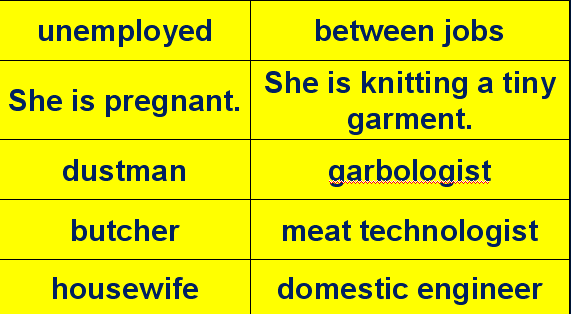 unemployed between jobs
She is pregnant. She is knitting a tiny
garment.
dustman garbologist
butcher meat technologist
housewife domestic engineer